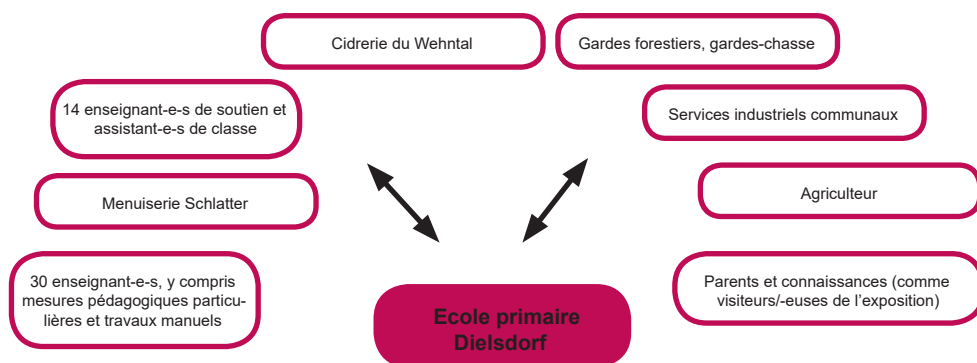 Cidrerie du Wehntal
Gardes forestiers, gardes-chasse
14 enseignant-e-s de soutien et
assistant-e-s de classe
Services industriels communaux
Menuiserie Schlatter
Agriculteur
30 enseignant-e-s, y compris
mesures pédagogiques particu-
lières et travaux manuels
Parents et connaissances (comme
visiteurs/-euses de l’exposition)
Ecole primaire
Dielsdorf